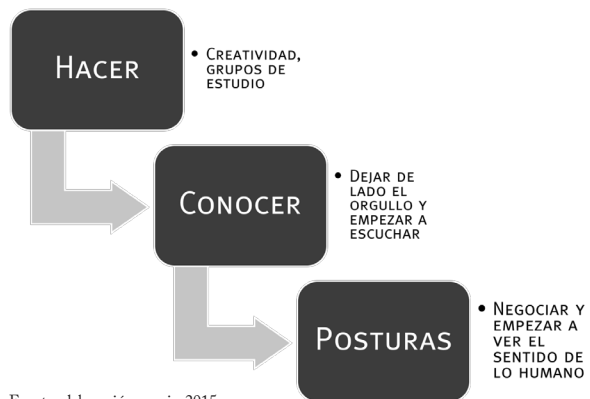 HACER
• CREATIVIDAD,
GRUPOS DE
ESTUDIO
CONOCER
• DEJAR DE
LADO EL
ORGULLO Y
EMPEZAR A
ESCUCHAR
POSTURAS
• NEGOCIAR Y
EMPEZAR A
VER EL
SENTIDO DE
LO HUMANO
2015